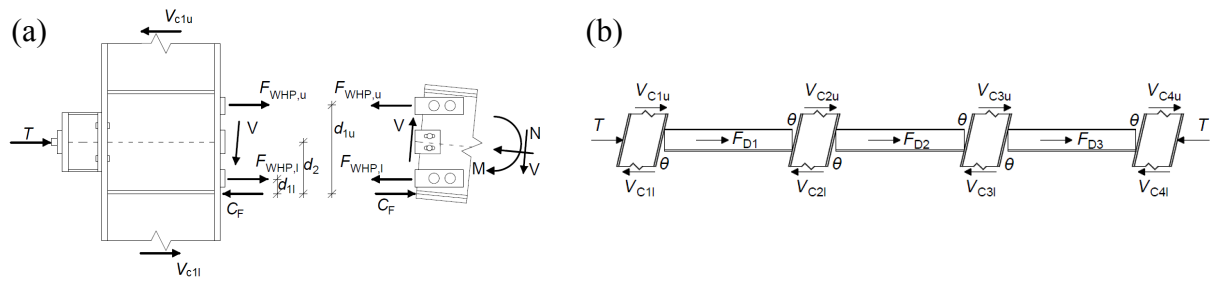 (a)
V_c1u
T
F_WHP,u
V
F_WHP,l
d_1l
d_2
C_F
V_c1l
F_WHP,u
d_1u
V
F_WHP,l
C_F
M
N
V
(b)
V_C1u
V_C2u
V_C3u
V_C4u
T
θ
θ
θ
T
F_D1
F_D2
F_D3
θ
θ
θ
V_C1l
V_C2l
V_C3l
V_C4l